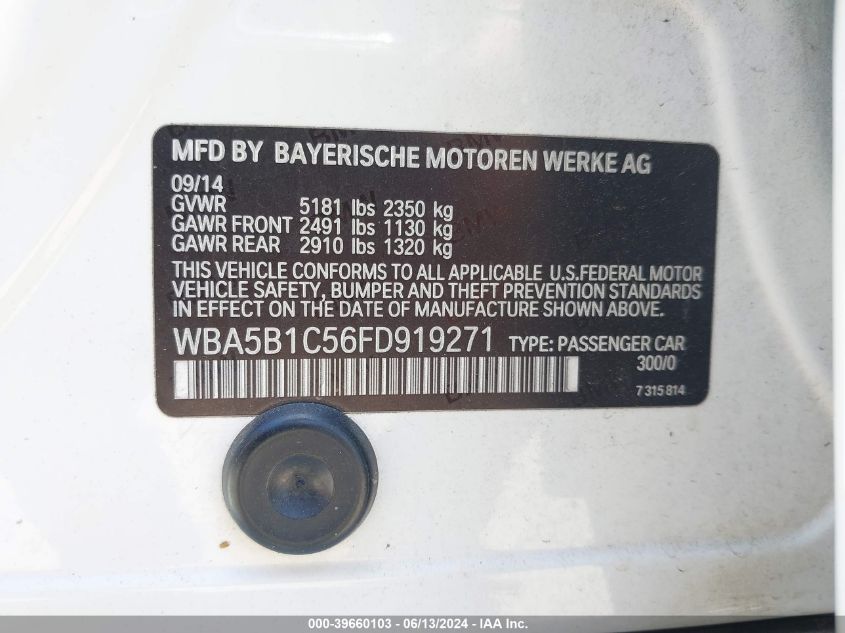 MFD BY BAYERISCHE MOTOREN WERKE AG
09/14
GVWR 5181 lbs 2350 kg
GAWR FRONT 2491 lbs 1130 kg
GAWR REAR 2910 lbs 1320 kg
THIS VEHICLE CONFORMS TO ALL APPLICABLE U.S.FEDERAL MOTOR
VEHICLE SAFETY, BUMPER AND THEFT PREVENTION STANDARDS
IN EFFECT ON THE DATE OF MANUFACTURE SHOWN ABOVE.
WBA5B1C56FD919271 TYPE: PASSENGER CAR
300/0
7 315 814
000-39660103 - 06/13/2024 - IAA Inc.